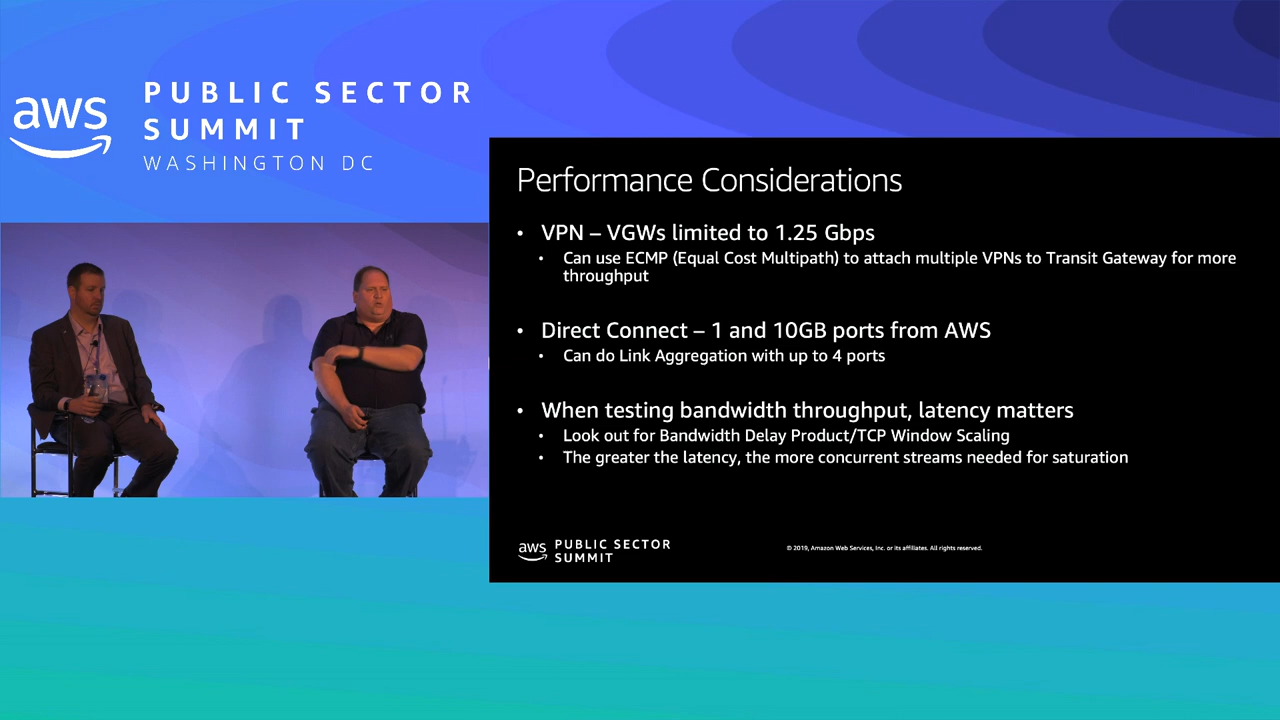 aws
PUBLIC SECTOR
SUMMIT
WASHINGTON DC
Performance Considerations
• VPN – VGWs limited to 1.25 Gbps
• Can use ECMP (Equal Cost Multipath) to attach multiple VPNs to Transit Gateway for more
throughput
• Direct Connect – 1 and 10GB ports from AWS
• Can do Link Aggregation with up to 4 ports
• When testing bandwidth throughput, latency matters
• Look out for Bandwidth Delay Product/TCP Window Scaling
• The greater the latency, the more concurrent streams needed for saturation
aws
PUBLIC SECTOR
SUMMIT
© 2019, Amazon Web Services, Inc. or its affiliates. All rights reserved.